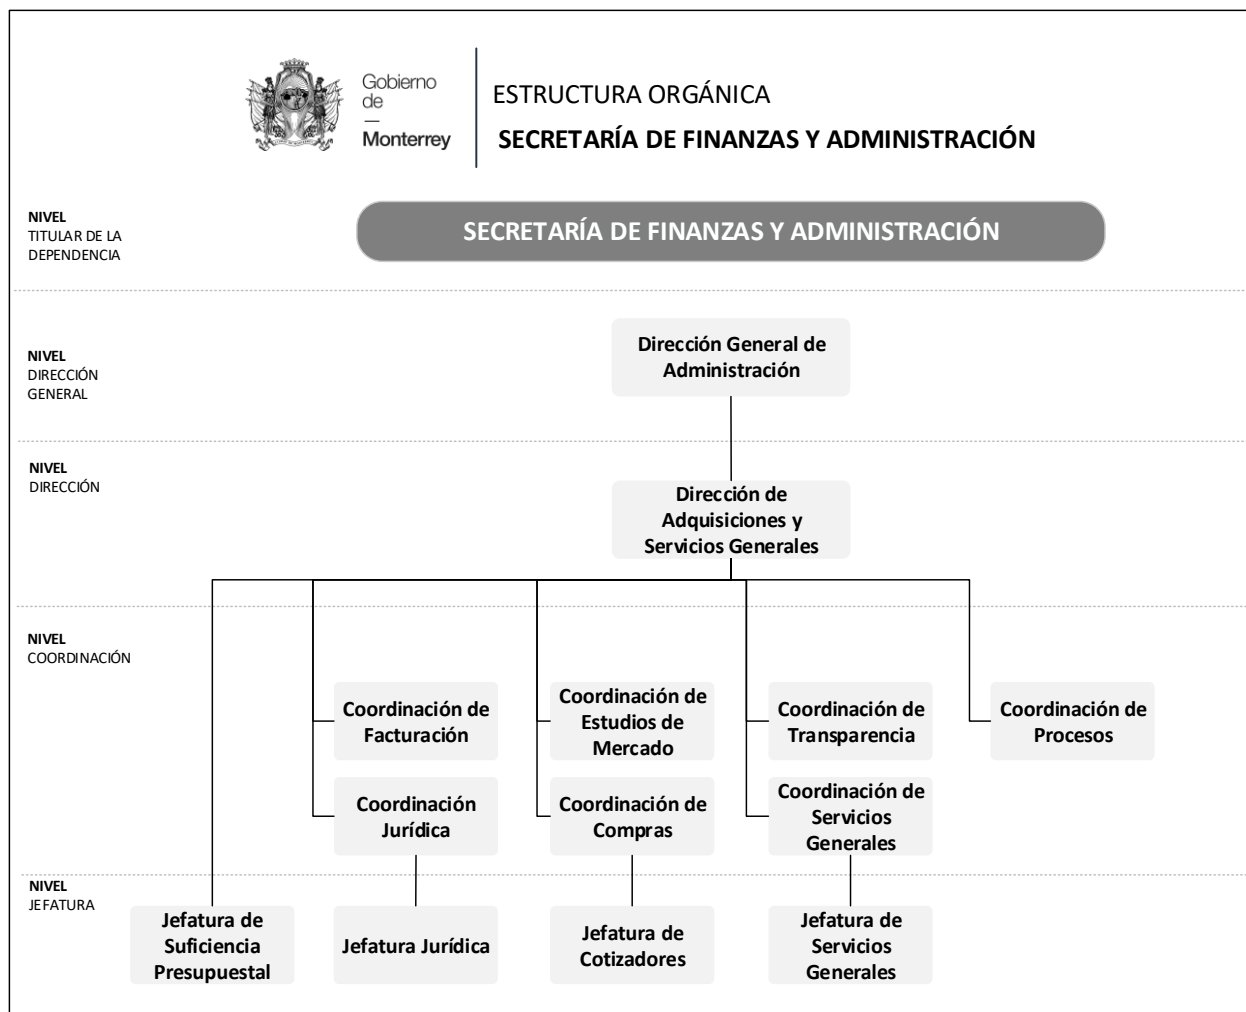 Gobierno
de
—
Monterrey
ESTRUCTURA ORGÁNICA
SECRETARÍA DE FINANZAS Y ADMINISTRACIÓN
NIVEL
TITULAR DE LA
DEPENDENCIA
SECRETARÍA DE FINANZAS Y ADMINISTRACIÓN
NIVEL
DIRECCIÓN
GENERAL
Dirección General de
Administración
NIVEL
DIRECCIÓN
Dirección de
Adquisiciones y
Servicios Generales
NIVEL
COORDINACIÓN
Coordinación de
Facturación
Coordinación de
Estudios de
Mercado
Coordinación de
Transparencia
Coordinación de
Procesos
Coordinación
Jurídica
Coordinación de
Compras
Coordinación de
Servicios
Generales
NIVEL
JEFATURA
Jefatura de
Suficiencia
Presupuestal
Jefatura Jurídica
Jefatura de
Cotizadores
Jefatura de
Servicios
Generales